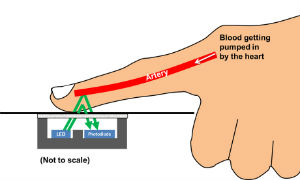 Blood getting
pumped in
by the heart
Artery
LED
Photodiode
(Not to scale)